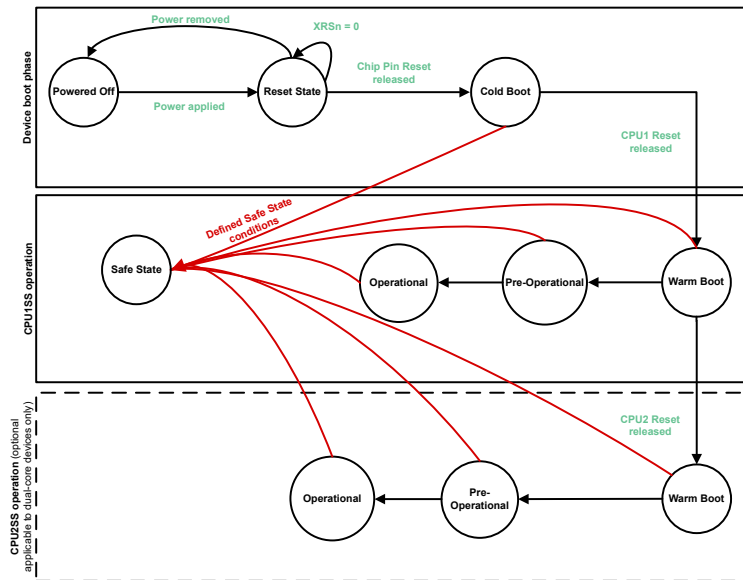 Device boot phase
Power removed
XRSn = 0
Powered Off
Power applied
Reset State
Chip Pin Reset
released
Cold Boot
CPU1 Reset
released
CPU1SS operation
Defined Safe State
conditions
Safe State
Operational
Pre-Operational
Warm Boot
CPU2SS operation (optional
applicable to dual-core devices only)
CPU2 Reset
released
Operational
Pre-
Operational
Warm Boot